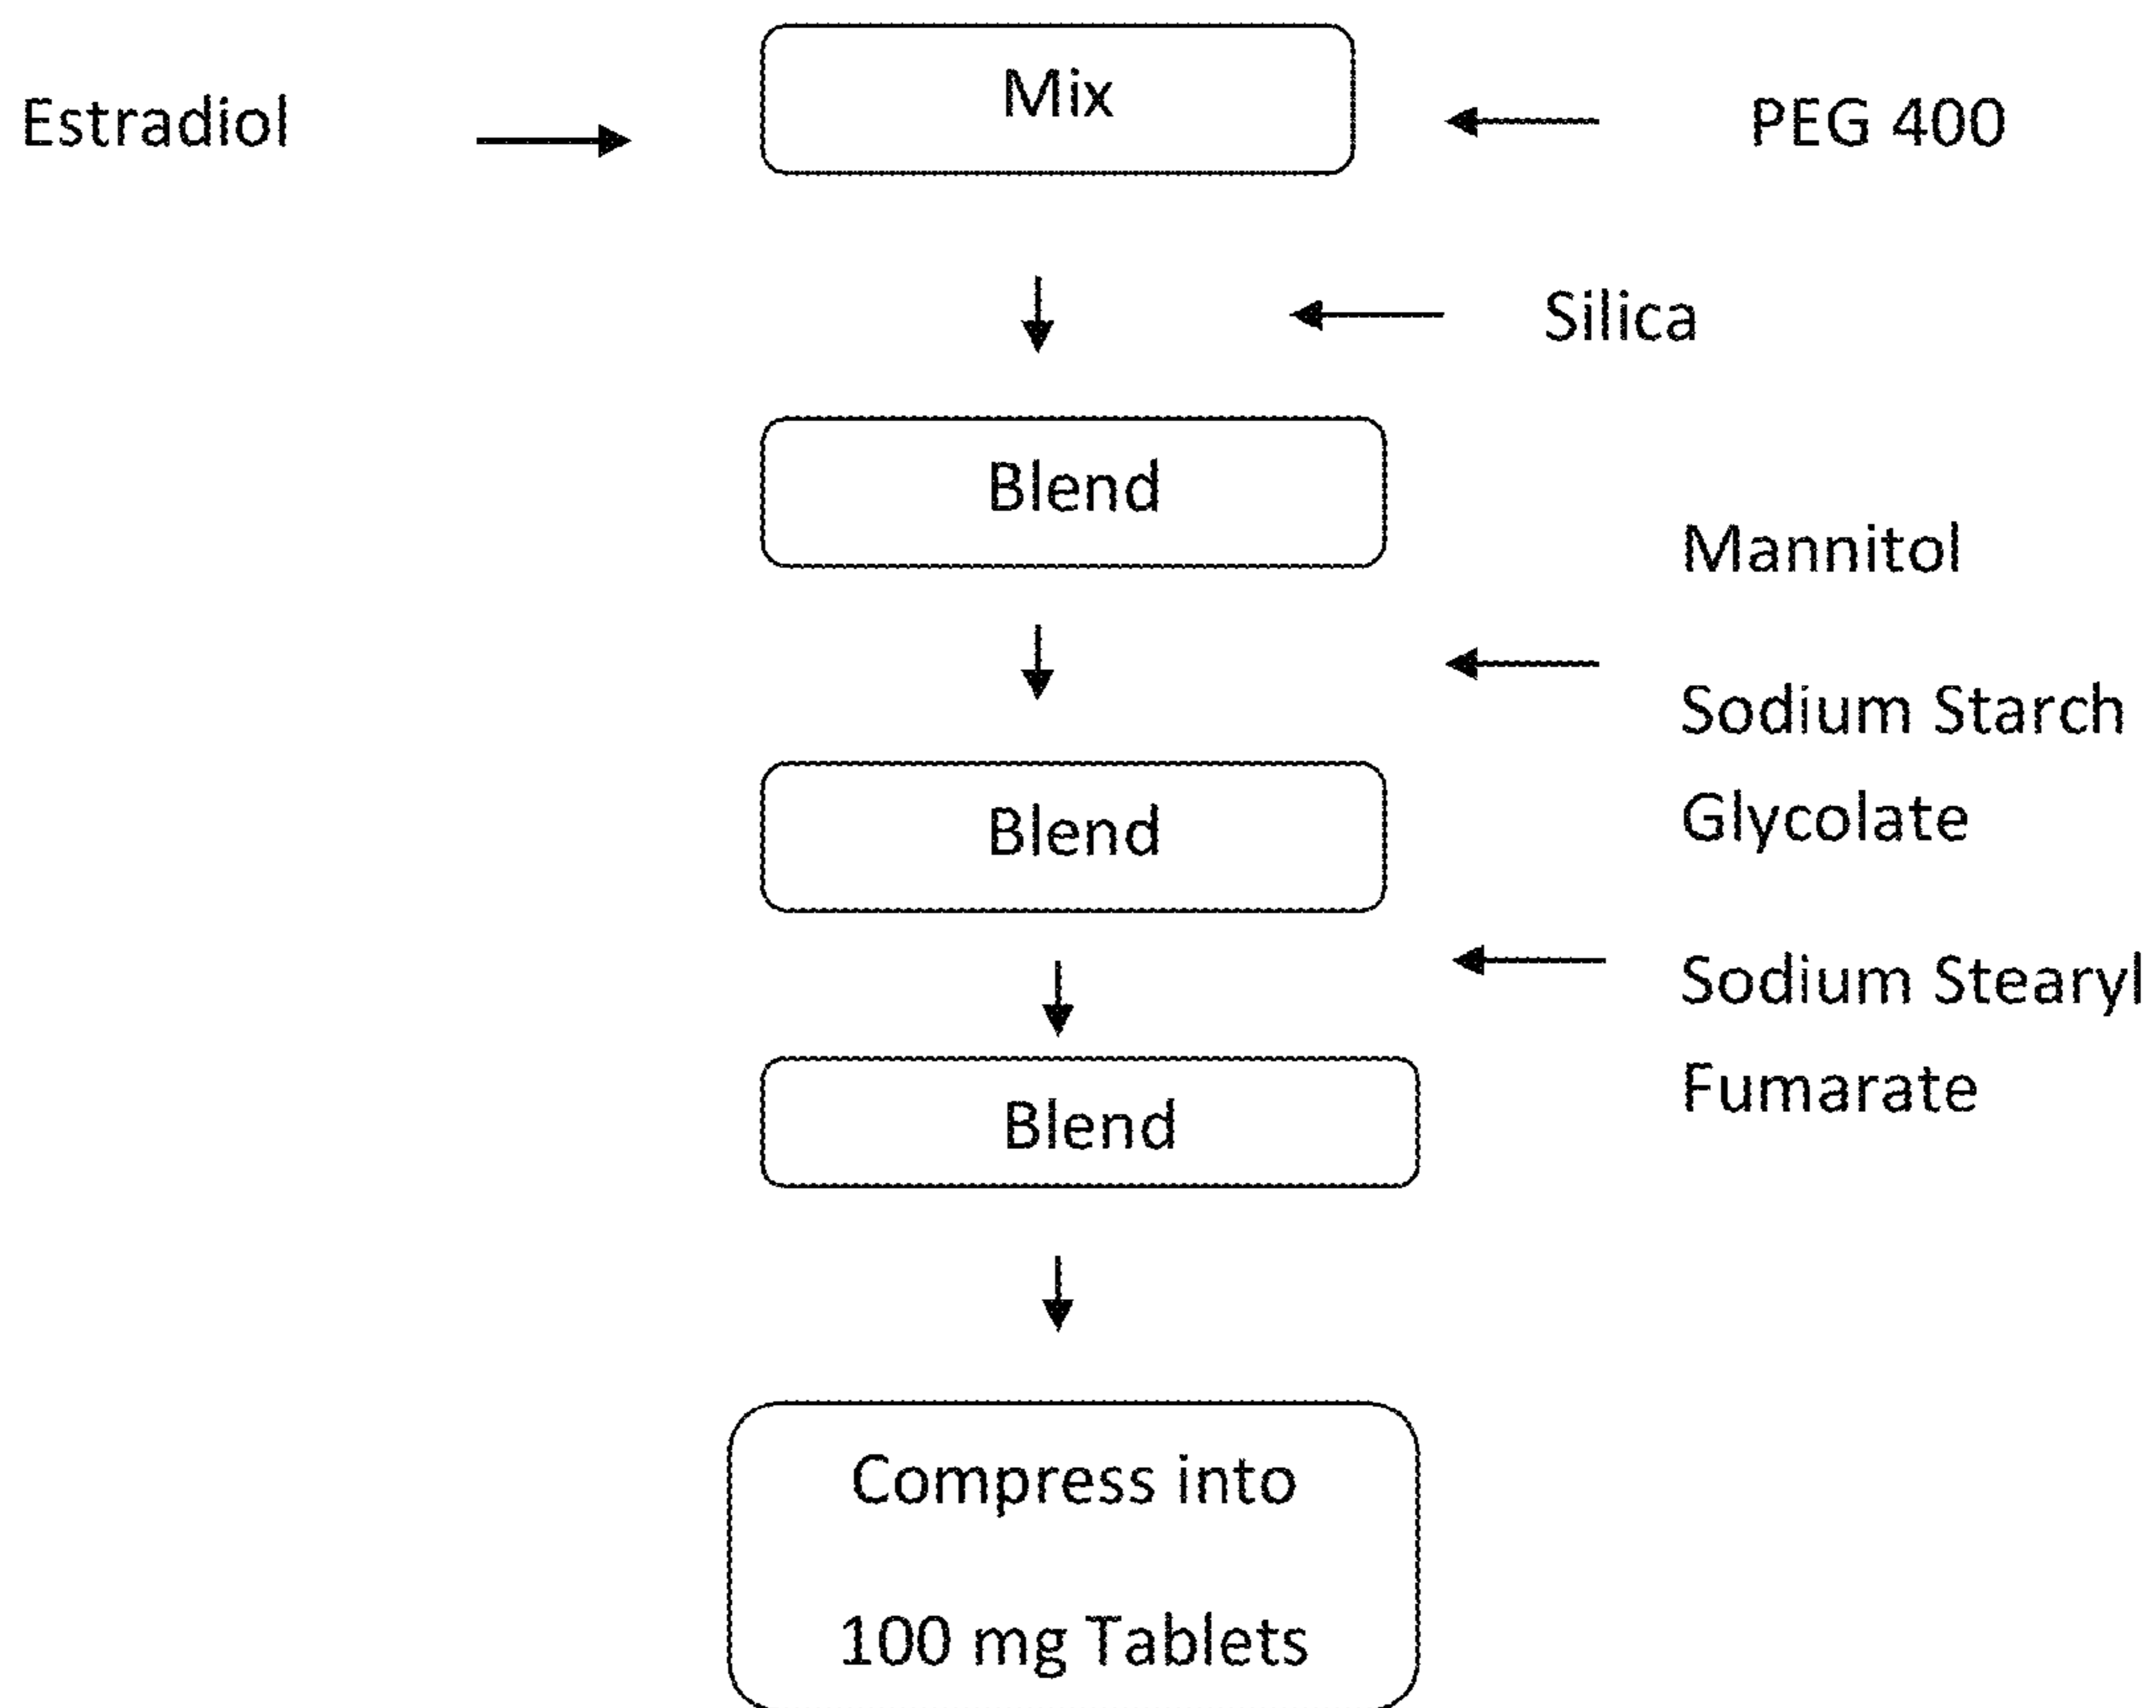 Mix
Estradiol
PEG 400
Silica
Blend
Mannitol
Sodium Starch
Glycolate
Blend
Sodium Stearyl
Fumarate
Blend
Compress into
100 mg Tablets